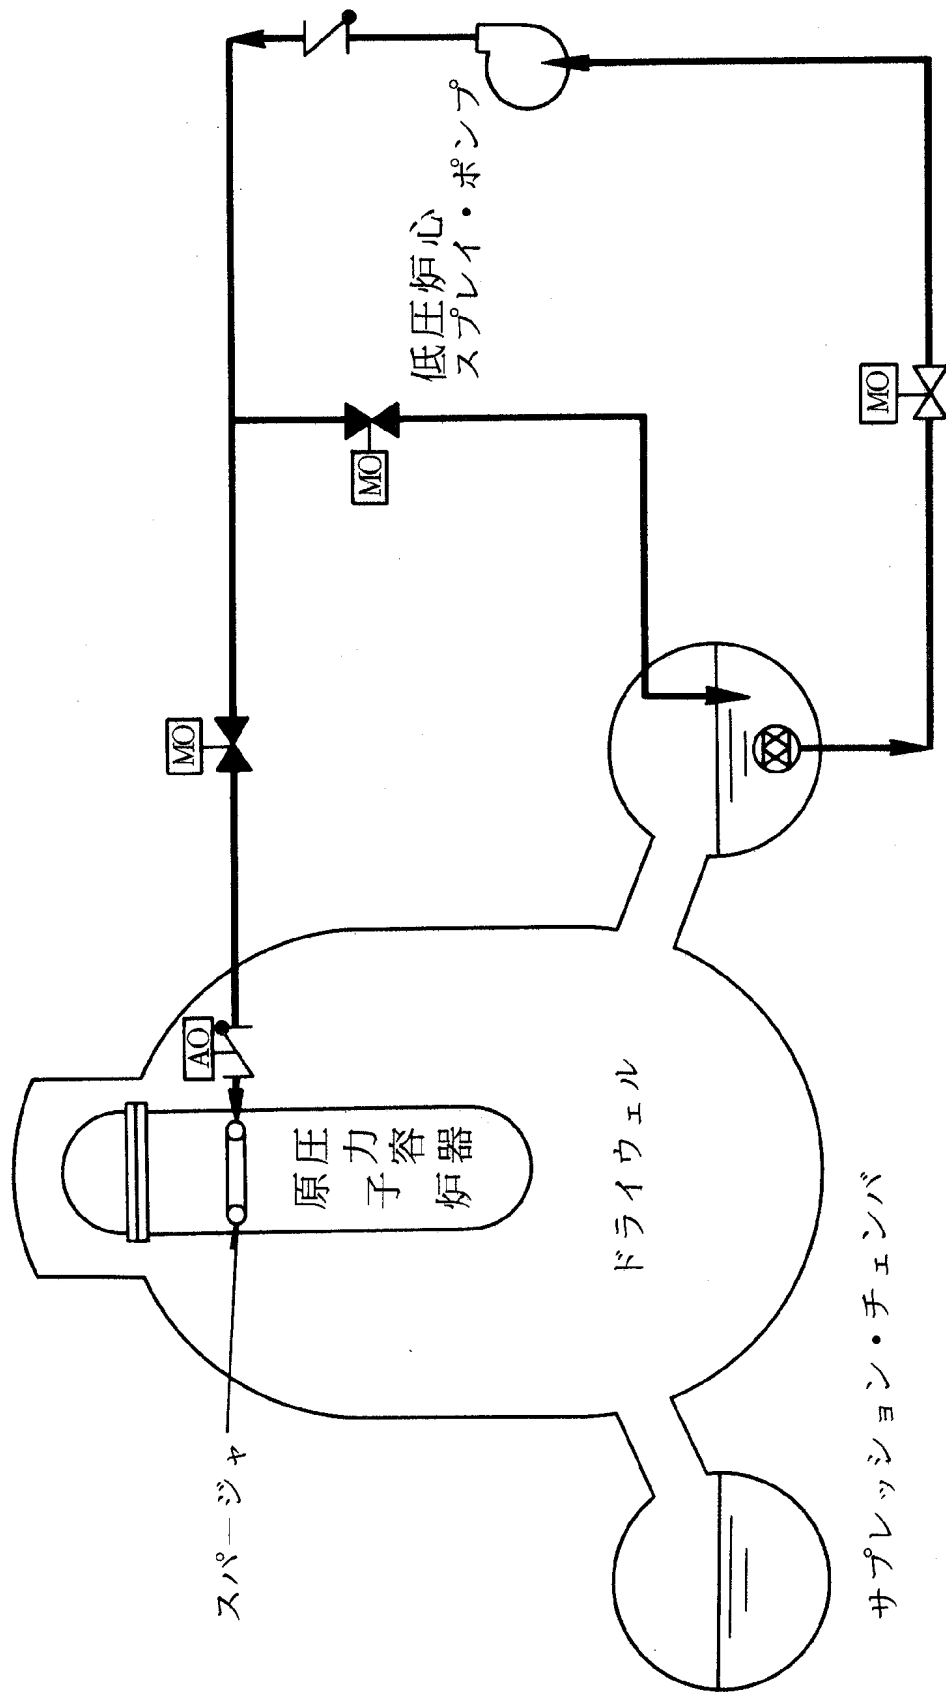 スパージャ
AO
MO
原子炉
圧力容器
MO
低圧炉心
スプレイ・ポンプ
ドライウェル
MO
サプレッション・チェンバ